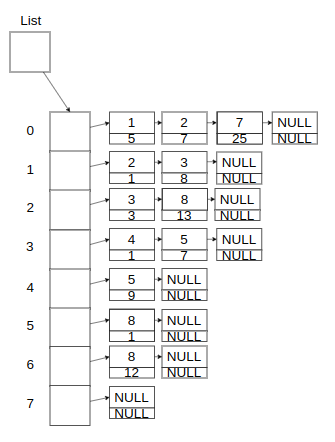 List
0 1 2 7 NULL
5 7 25 NULL
1 2 3 NULL
1 8 NULL
2 3 8 NULL
3 13 NULL
3 4 5 NULL
1 7 NULL
4 5 NULL
9 NULL
5 8 NULL
1 NULL
6 8 NULL
12 NULL
7 NULL
NULL